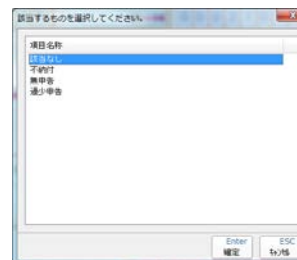 該当するものを選択してください。
項目名称
該当なし
不納付
無申告
過少申告
Enter
確定
ESC
ｷｬﾝｾﾙ